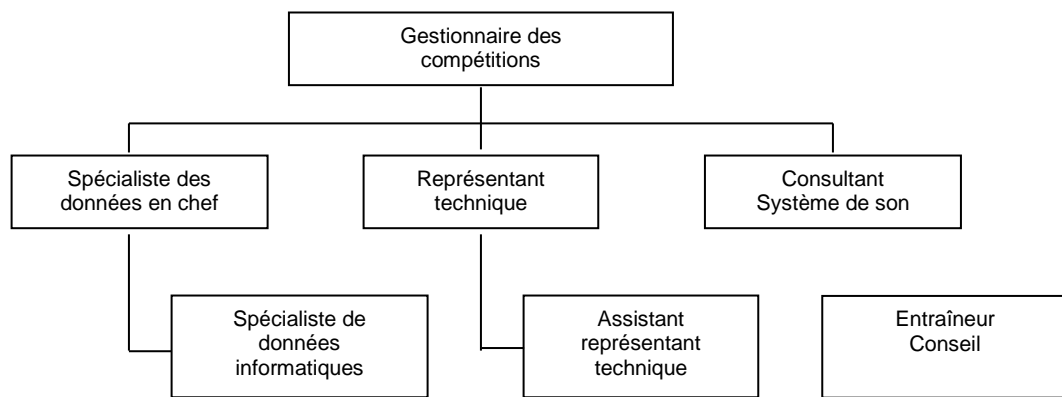 Gestionnaire des
compétitions
Spécialiste des
données en chef
Représentant
technique
Consultant
Système de son
Spécialiste de
données
informatiques
Assistant
représentant
technique
Entraîneur
Conseil